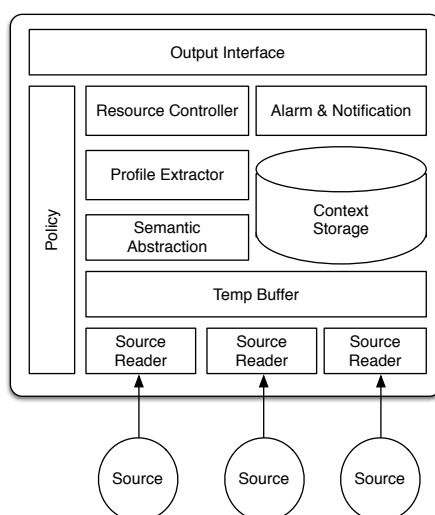 Output Interface
Resource Controller
Alarm & Notification
Policy
Profile Extractor
Context
Storage
Semantic
Abstraction
Temp Buffer
Source
Reader
Source
Reader
Source
Reader
Source
Source
Source